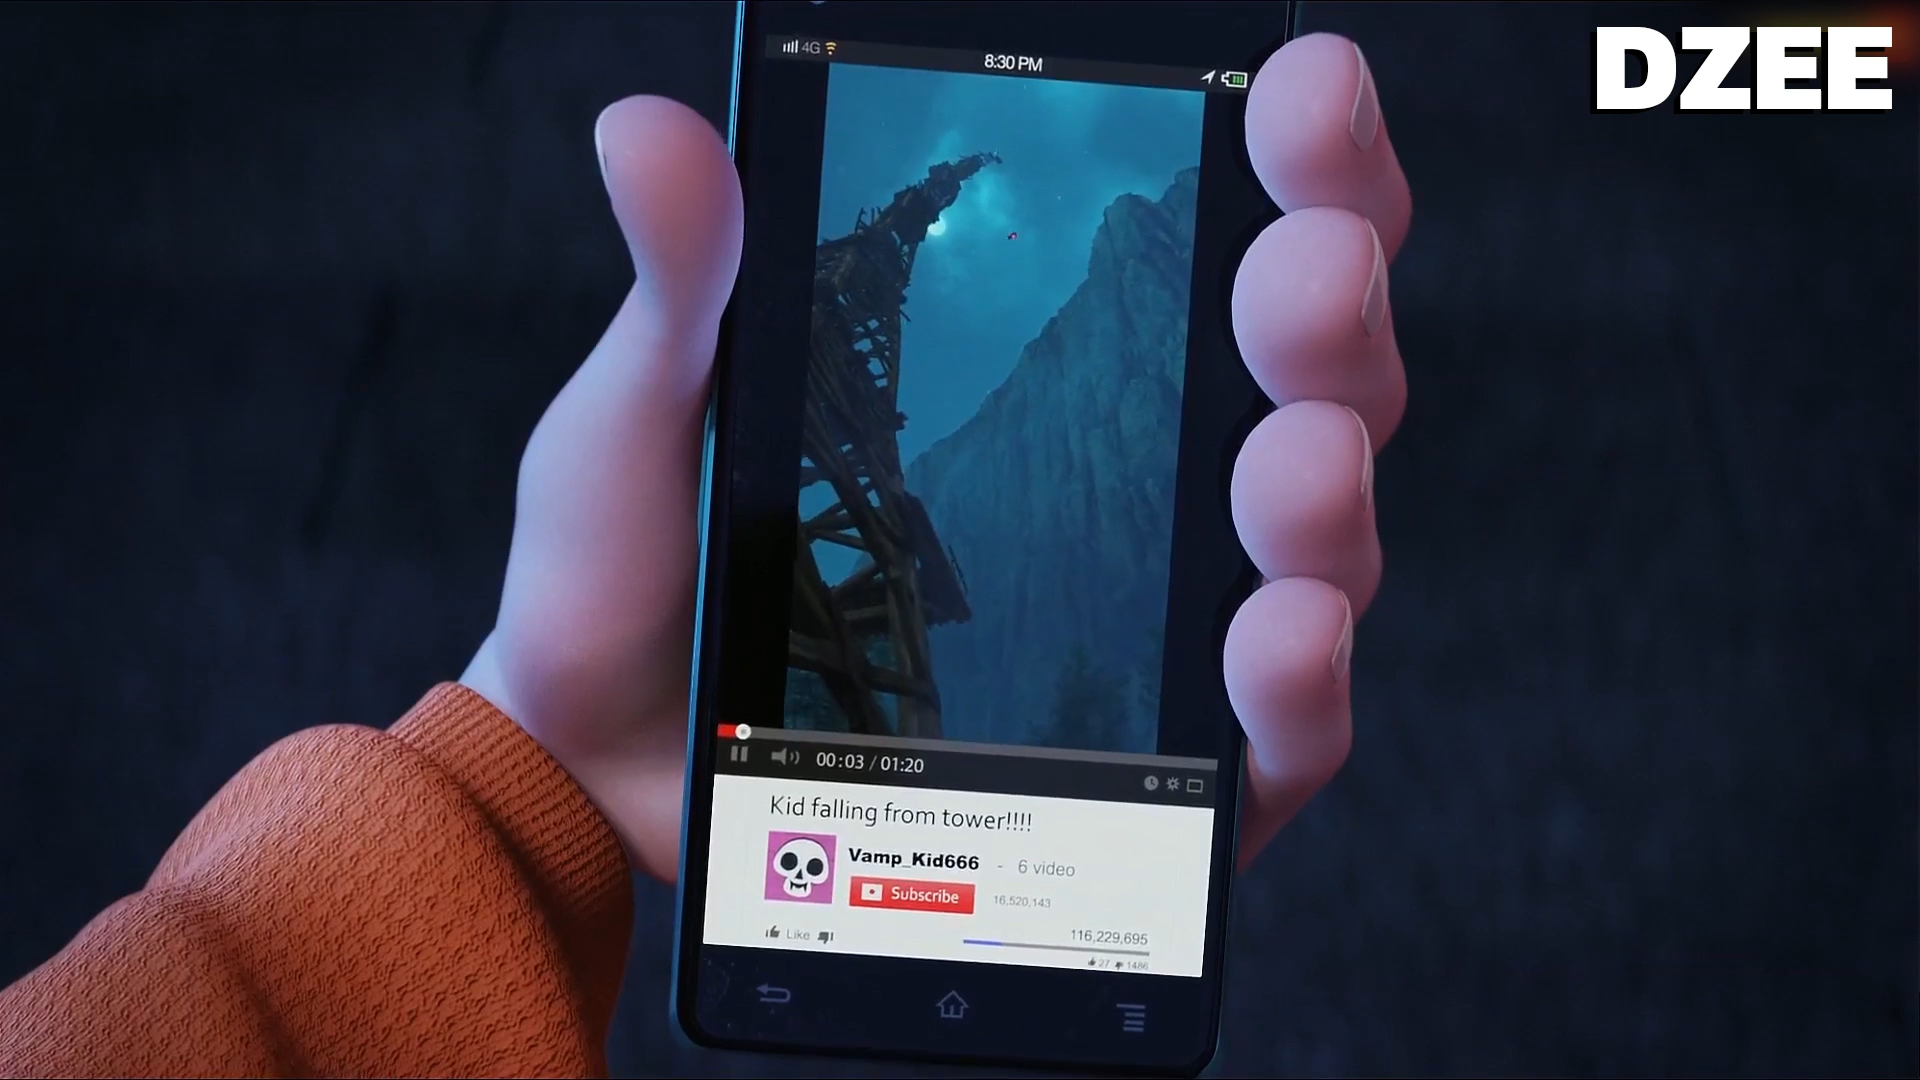 DZEE
4G
8:30 PM
00:03 / 01:20
Kid falling from tower!!!!
Vamp_Kid666 - 6 video
Subscribe 16,520,143
Like
116,229,695
27 1486